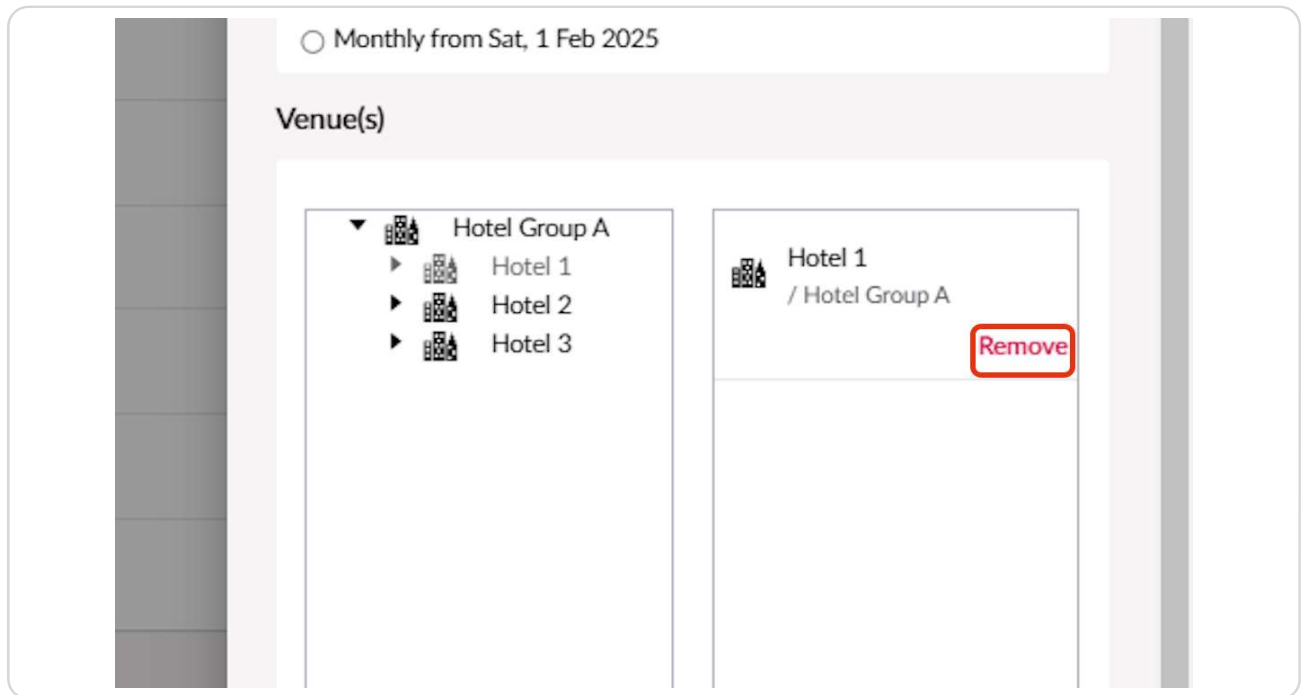 Monthly from Sat, 1 Feb 2025
Venue(s)
Hotel Group A
Hotel 1
Hotel 2
Hotel 3
Hotel 1
/ Hotel Group A
Remove